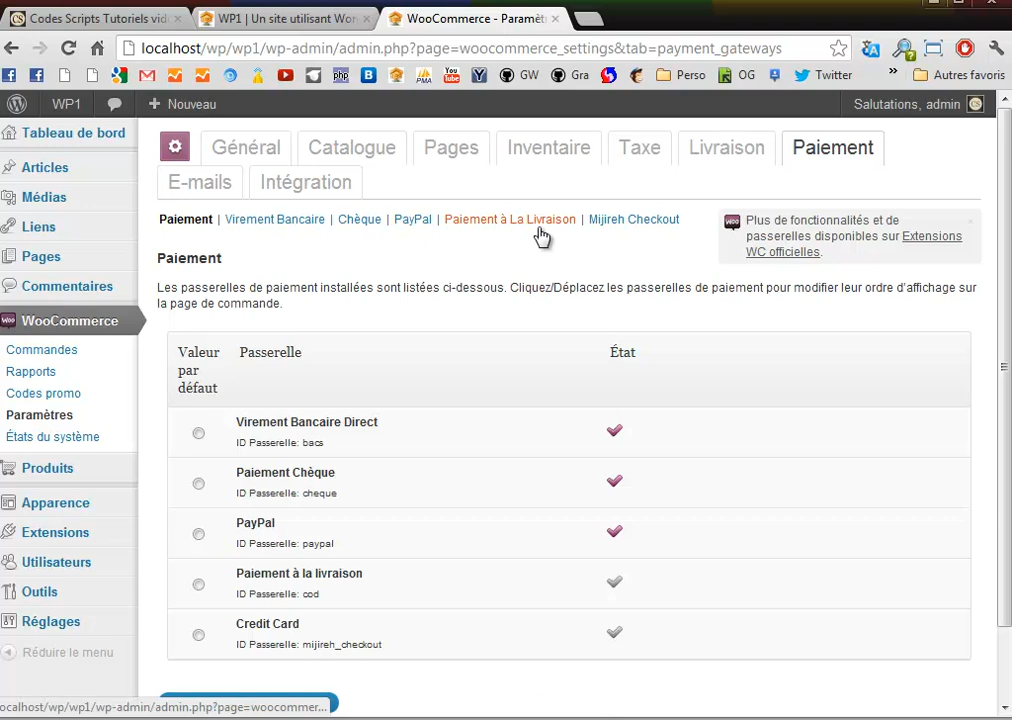 Codes Scripts Tutoriels vid
WP1 | Un site utilisant Wor
WooCommerce - Paramèt
localhost/wp/wp1/wp-admin/admin.php?page=woocommerce_settings&tab=payment_gateways
GW
Gra
Perso
OG
Twitter
»
Autres favoris
WP1
+ Nouveau
Salutations, admin
Tableau de bord
Articles
Médias
Liens
Pages
Commentaires
WooCommerce
Commandes
Rapports
Codes promo
Paramètres
États du système
Produits
Apparence
Extensions
Utilisateurs
Outils
Réglages
Réduire le menu
Général
Catalogue
Pages
Inventaire
Taxe
Livraison
Paiement
E-mails
Intégration
Paiement | Virement Bancaire | Chèque | PayPal | Paiement à La Livraison | Mijireh Checkout
Plus de fonctionnalités et de
passerelles disponibles sur Extensions
WC officielles.
Paiement
Les passerelles de paiement installées sont listées ci-dessous. Cliquez/Déplacez les passerelles de paiement pour modifier leur ordre d'affichage sur
la page de commande.
Valeur
par
défaut
Passerelle
État
Virement Bancaire Direct
ID Passerelle: bacs
Paiement Chèque
ID Passerelle: cheque
PayPal
ID Passerelle: paypal
Paiement à la livraison
ID Passerelle: cod
Credit Card
ID Passerelle: mijireh_checkout
ocalhost/wp/wp1/wp-admin/admin.php?page=woocommer...